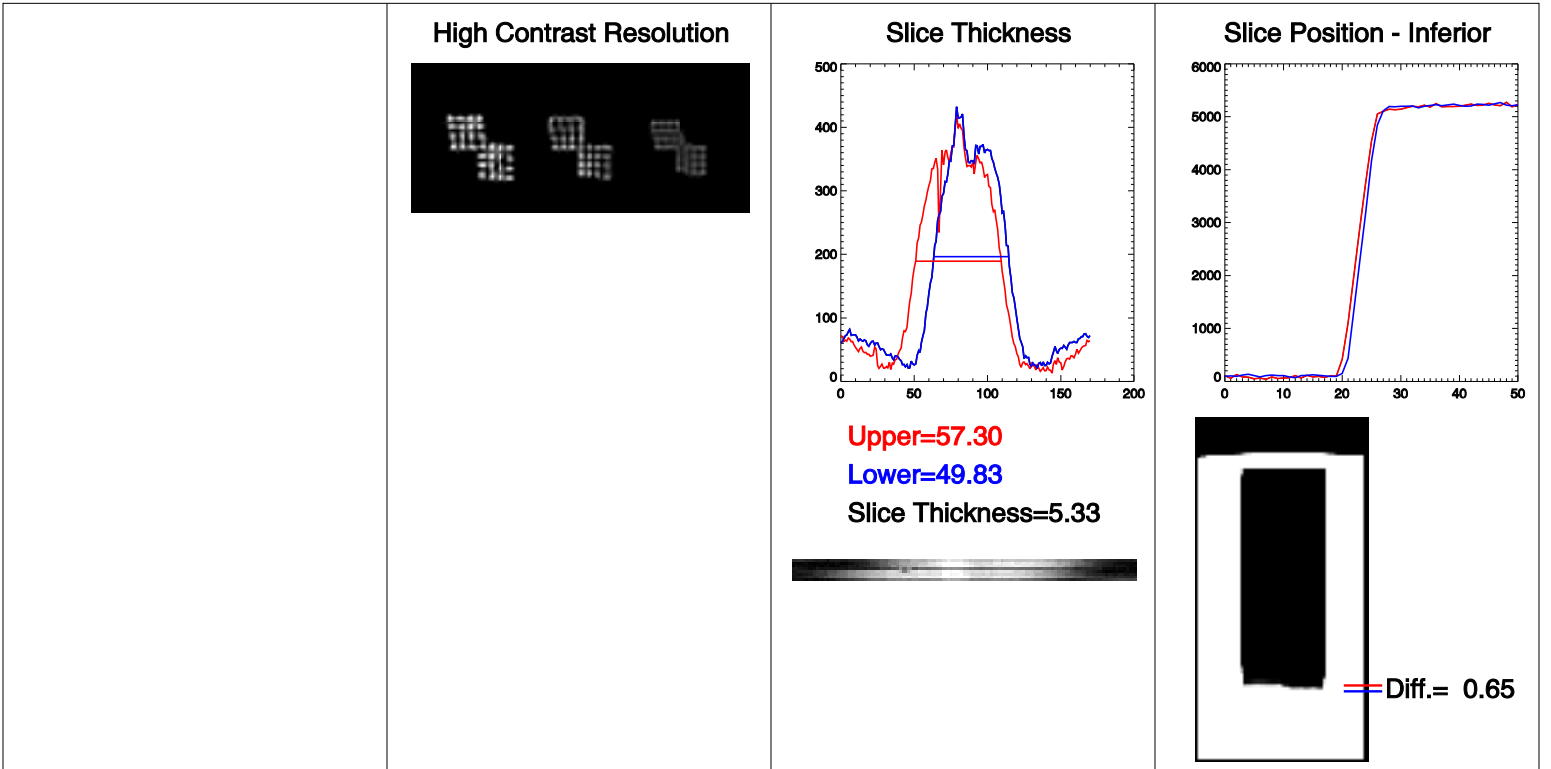 High Contrast Resolution
Slice Thickness
500
400
300
200
100
0
0 50 100 150 200
Upper=57.30
Lower=49.83
Slice Thickness=5.33
Slice Position - Inferior
6000
5000
4000
3000
2000
1000
0
0 10 20 30 40 50
Diff.= 0.65